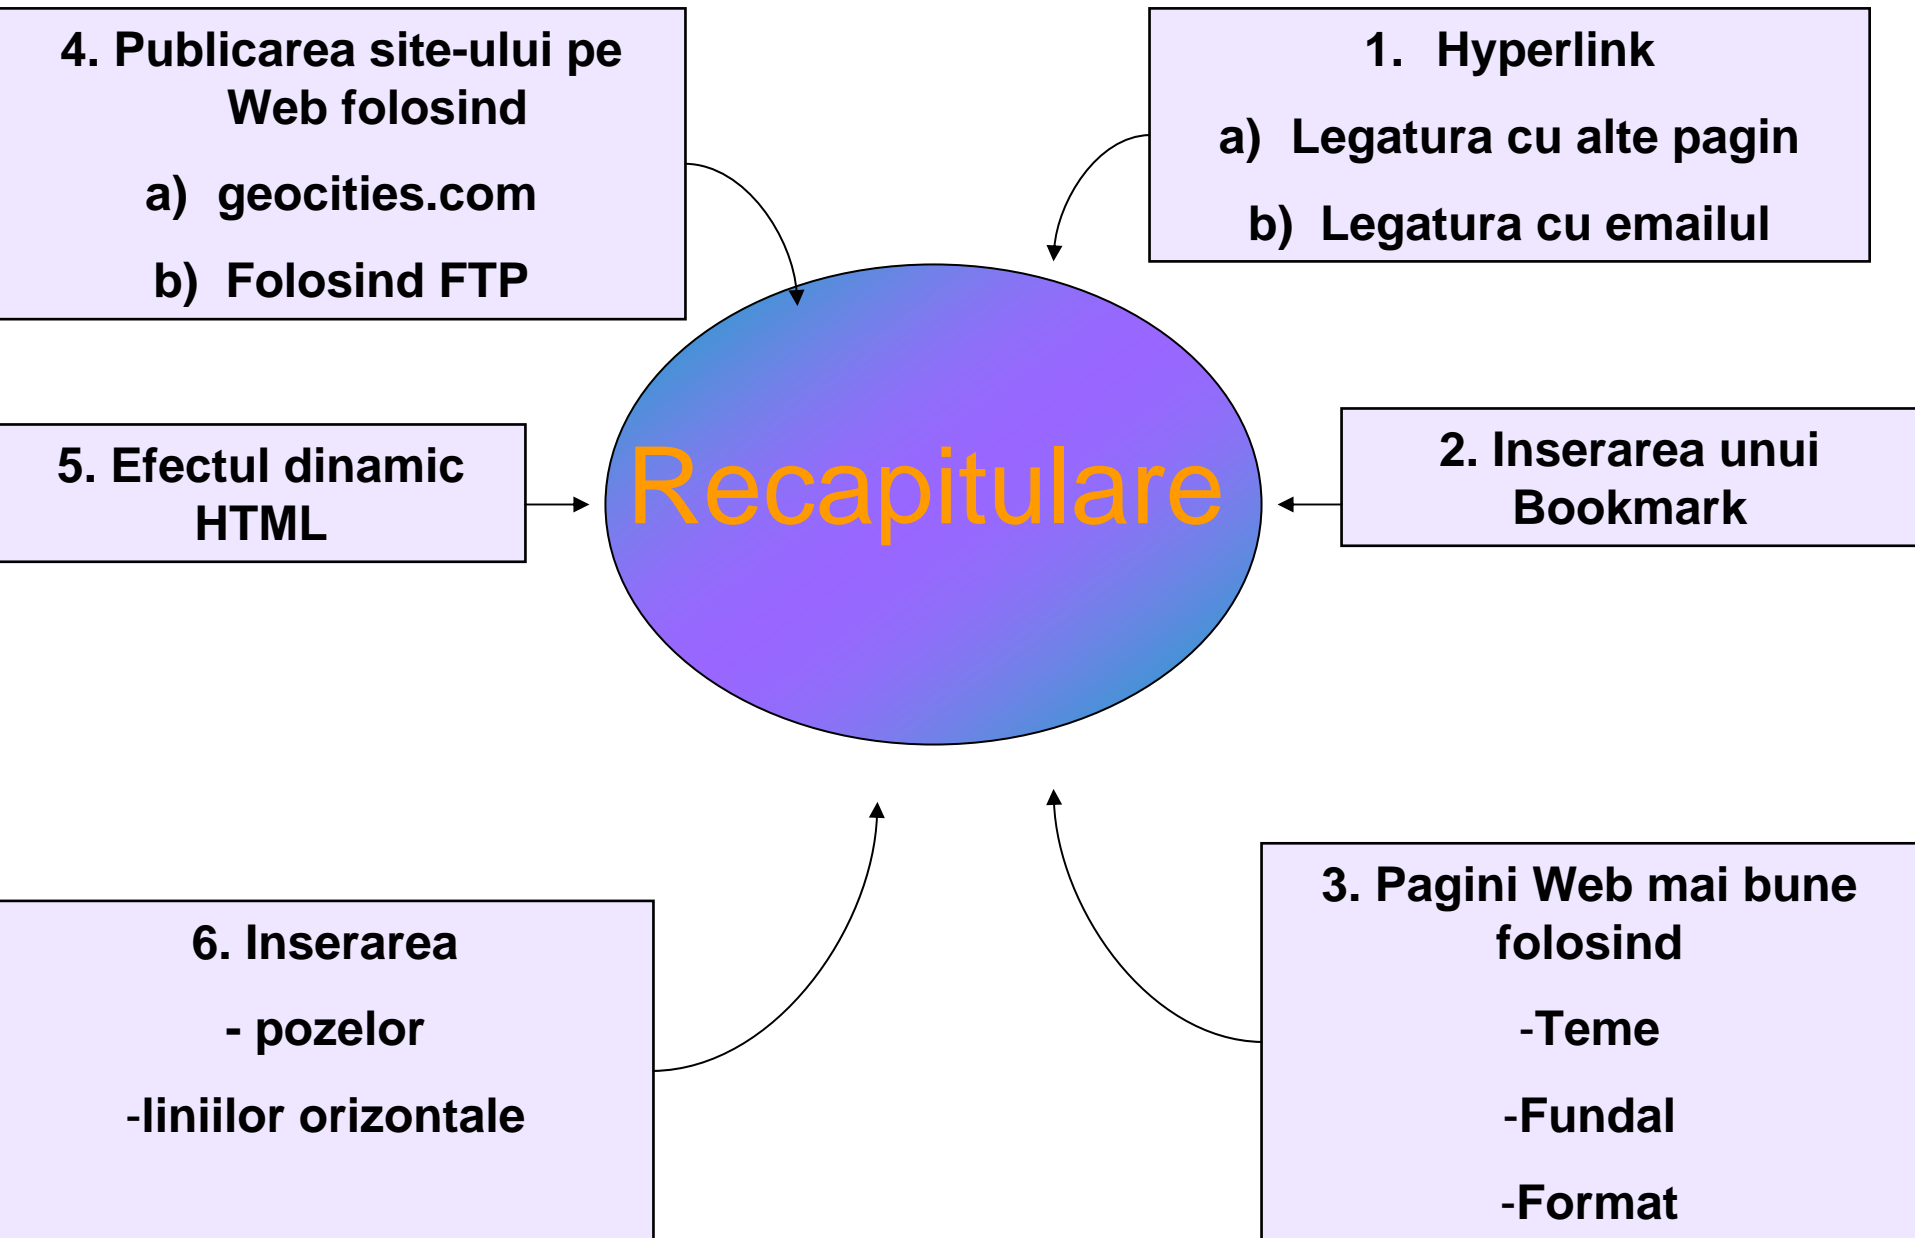 4. Publicarea site-ului pe
Web folosind
a) geocities.com
b) Folosind FTP
1. Hyperlink
a) Legatura cu alte pagin
b) Legatura cu emailul
5. Efectul dinamic
HTML
Recapitulare
2. Inserarea unui
Bookmark
6. Inserarea
- pozelor
-liniilor orizontale
3. Pagini Web mai bune
folosind
-Teme
-Fundal
-Format